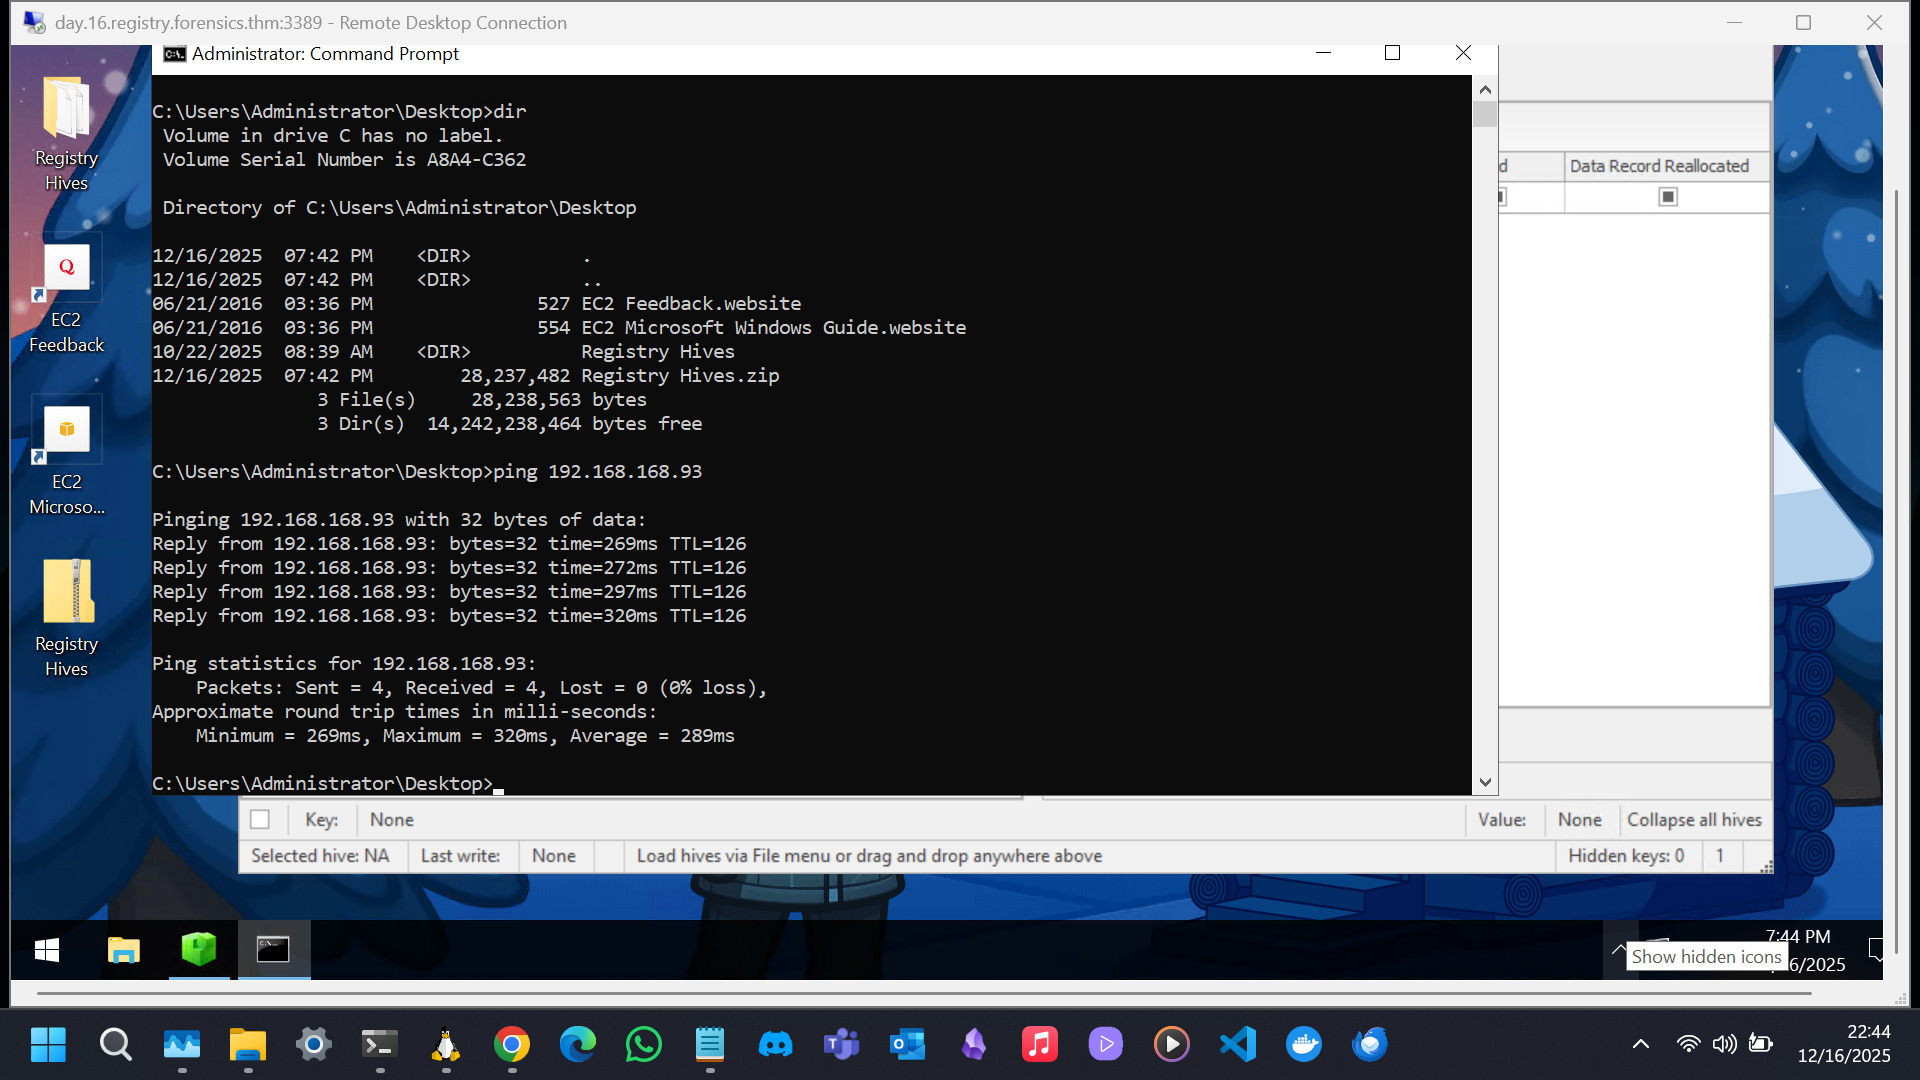 day.16.registry.forensics.thm:3389 - Remote Desktop Connection
Administrator: Command Prompt
C:\Users\Administrator\Desktop>dir
 Volume in drive C has no label.
 Volume Serial Number is A8A4-C362
 Directory of C:\Users\Administrator\Desktop
12/16/2025  07:42 PM    <DIR>          .
12/16/2025  07:42 PM    <DIR>          ..
06/21/2016  03:36 PM               527 EC2 Feedback.website
06/21/2016  03:36 PM               554 EC2 Microsoft Windows Guide.website
10/22/2025  08:39 AM    <DIR>          Registry Hives
12/16/2025  07:42 PM        28,237,482 Registry Hives.zip
               3 File(s)     28,238,563 bytes
               3 Dir(s)  14,242,238,464 bytes free
C:\Users\Administrator\Desktop>ping 192.168.168.93
Pinging 192.168.168.93 with 32 bytes of data:
Reply from 192.168.168.93: bytes=32 time=269ms TTL=126
Reply from 192.168.168.93: bytes=32 time=272ms TTL=126
Reply from 192.168.168.93: bytes=32 time=297ms TTL=126
Reply from 192.168.168.93: bytes=32 time=320ms TTL=126
Ping statistics for 192.168.168.93:
    Packets: Sent = 4, Received = 4, Lost = 0 (0% loss),
Approximate round trip times in milli-seconds:
    Minimum = 269ms, Maximum = 320ms, Average = 289ms
C:\Users\Administrator\Desktop>
Registry
Hives
Q
EC2
Feedback
EC2
Microso...
Registry
Hives
d
Data Record Reallocated
Key: None
Value: None Collapse all hives
Selected hive: NA Last write: None Load hives via File menu or drag and drop anywhere above Hidden keys: 0 1
7:44 PM
Show hidden icons
6/2025
22:44
12/16/2025